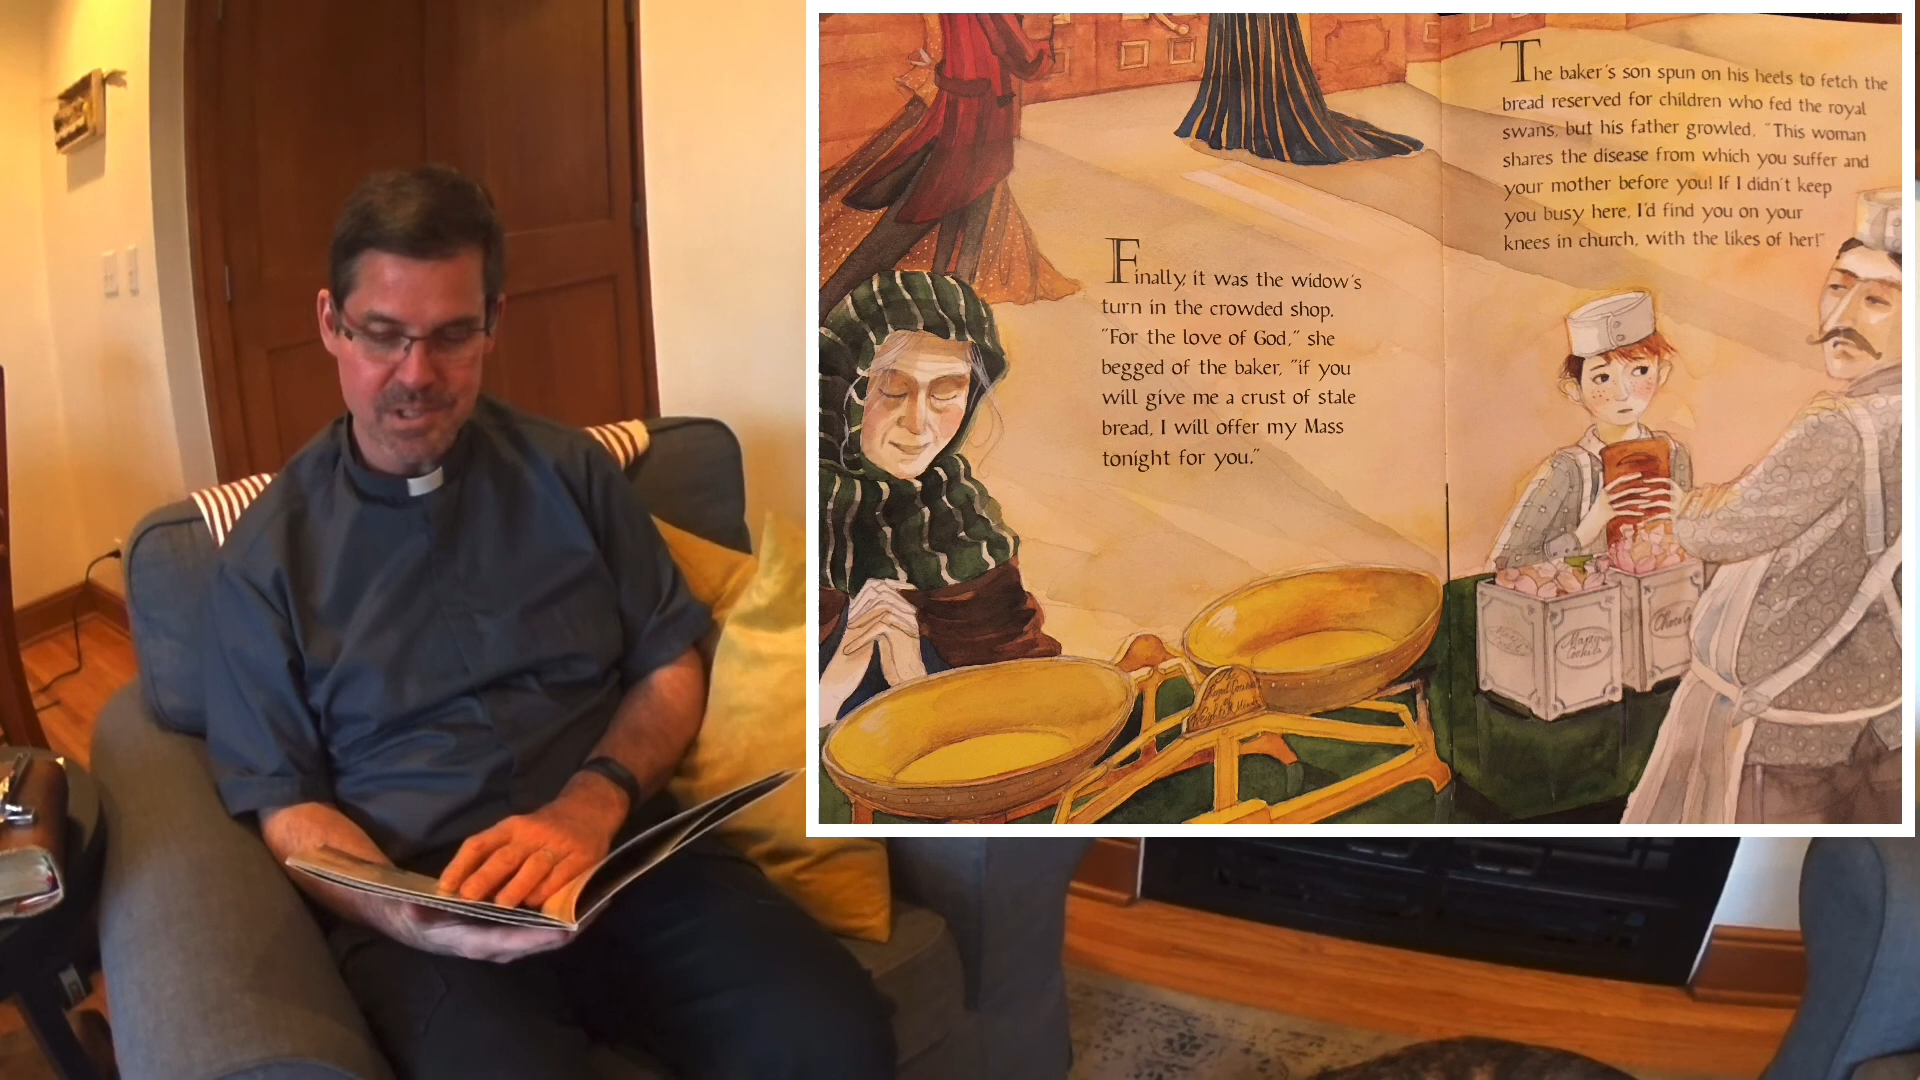 Finally, it was the widow's
turn in the crowded shop.
"For the love of God," she
begged of the baker, "if you
will give me a crust of stale
bread, I will offer my Mass
tonight for you."
The baker's son spun on his heels to fetch the
bread reserved for children who fed the royal
swans, but his father growled, "This woman
shares the disease from which you suffer and
your mother before you! If I didn't keep
you busy here, I'd find you on your
knees in church, with the likes of her!"